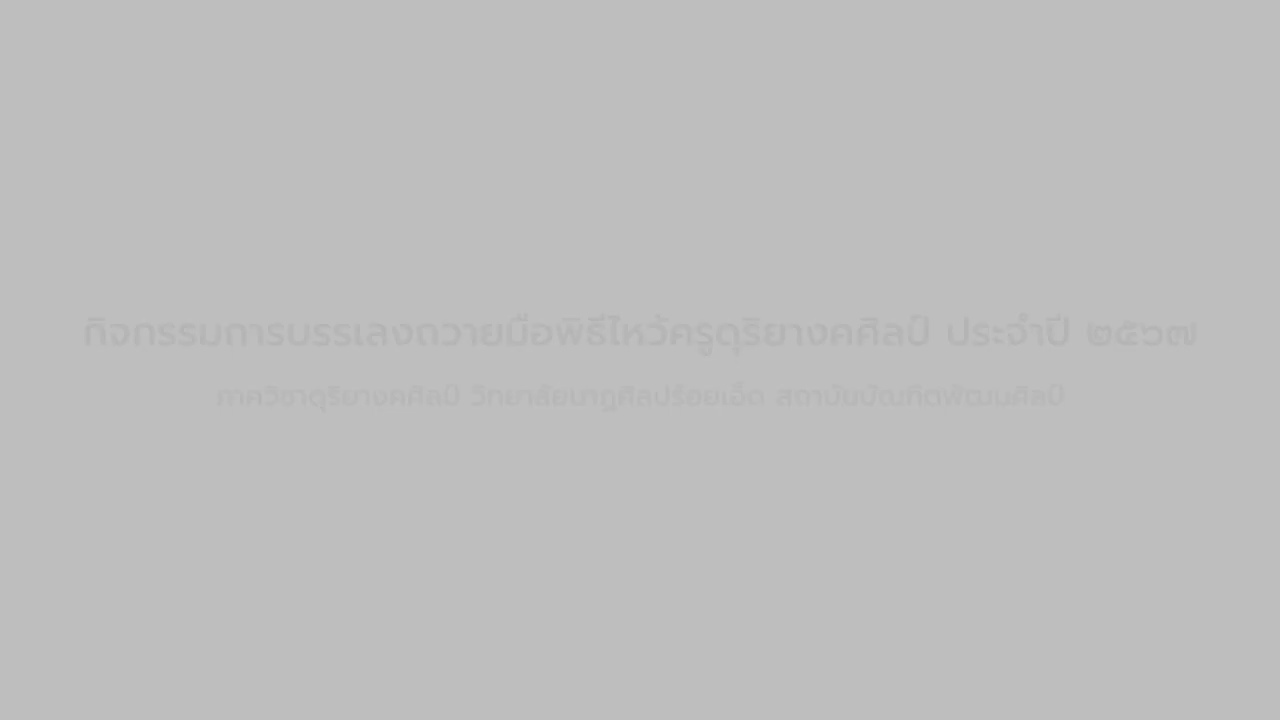 กิจกรรมการบรรเลงถวายมือพิธีไหว้ครูดุริยางคศิลป์ ประจำปี ๒๕๖๗
ภาควิชาดุริยางคศิลป์ วิทยาลัยนาฏศิลปร้อยเอ็ด สถาบันบัณฑิตพัฒนศิลป์